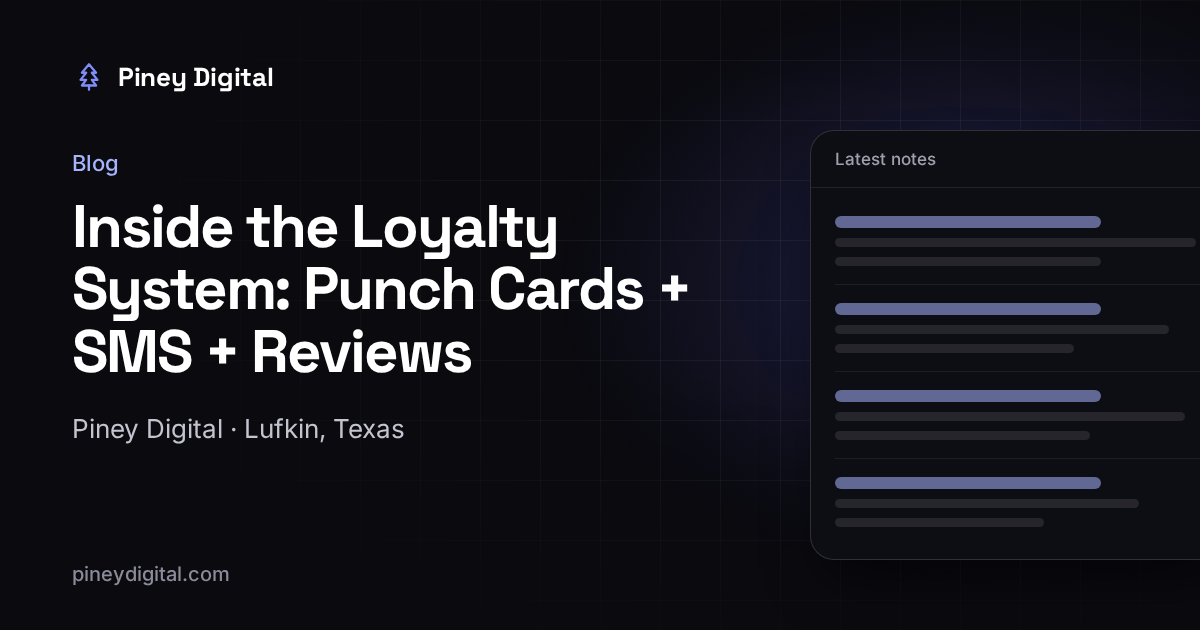 Piney Digital
Blog
Inside the Loyalty
System: Punch Cards +
SMS + Reviews
Piney Digital · Lufkin, Texas
pineydigital.com
Latest notes